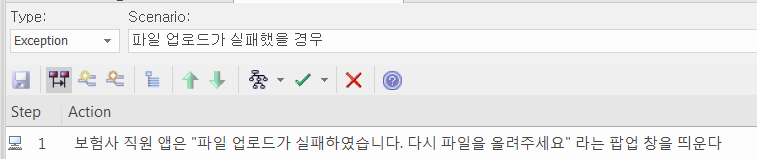 Type:
Scenario:
Exception
파일 업로드가 실패했을 경우
Step
Action
1
보험사 직원 앱은 "파일 업로드가 실패하였습니다. 다시 파일을 올려주세요" 라는 팝업 창을 띄운다